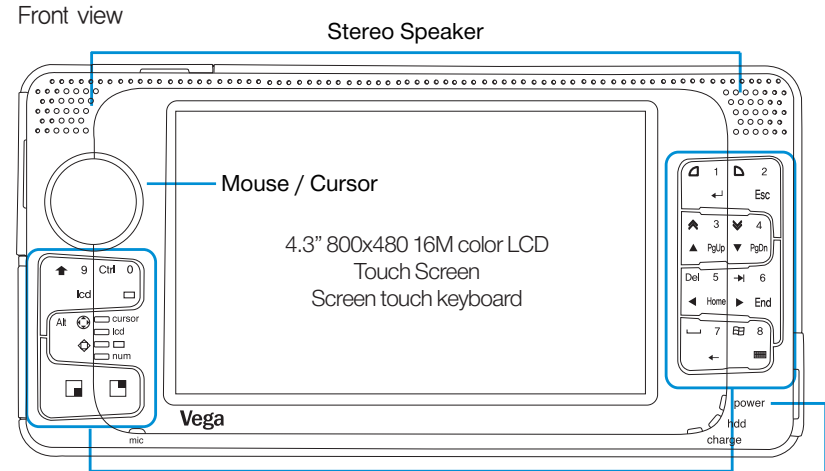 Front view
Stereo Speaker
Mouse / Cursor
4.3” 800x480 16M color LCD
Touch Screen
Screen touch keyboard
1 2
Esc
3 4
PgUp PgDn
Del 5 6
Home End
7 8
9 Ctrl 0
lcd
Alt cursor
lcd
num
Vega
mic
power
hdd
charge